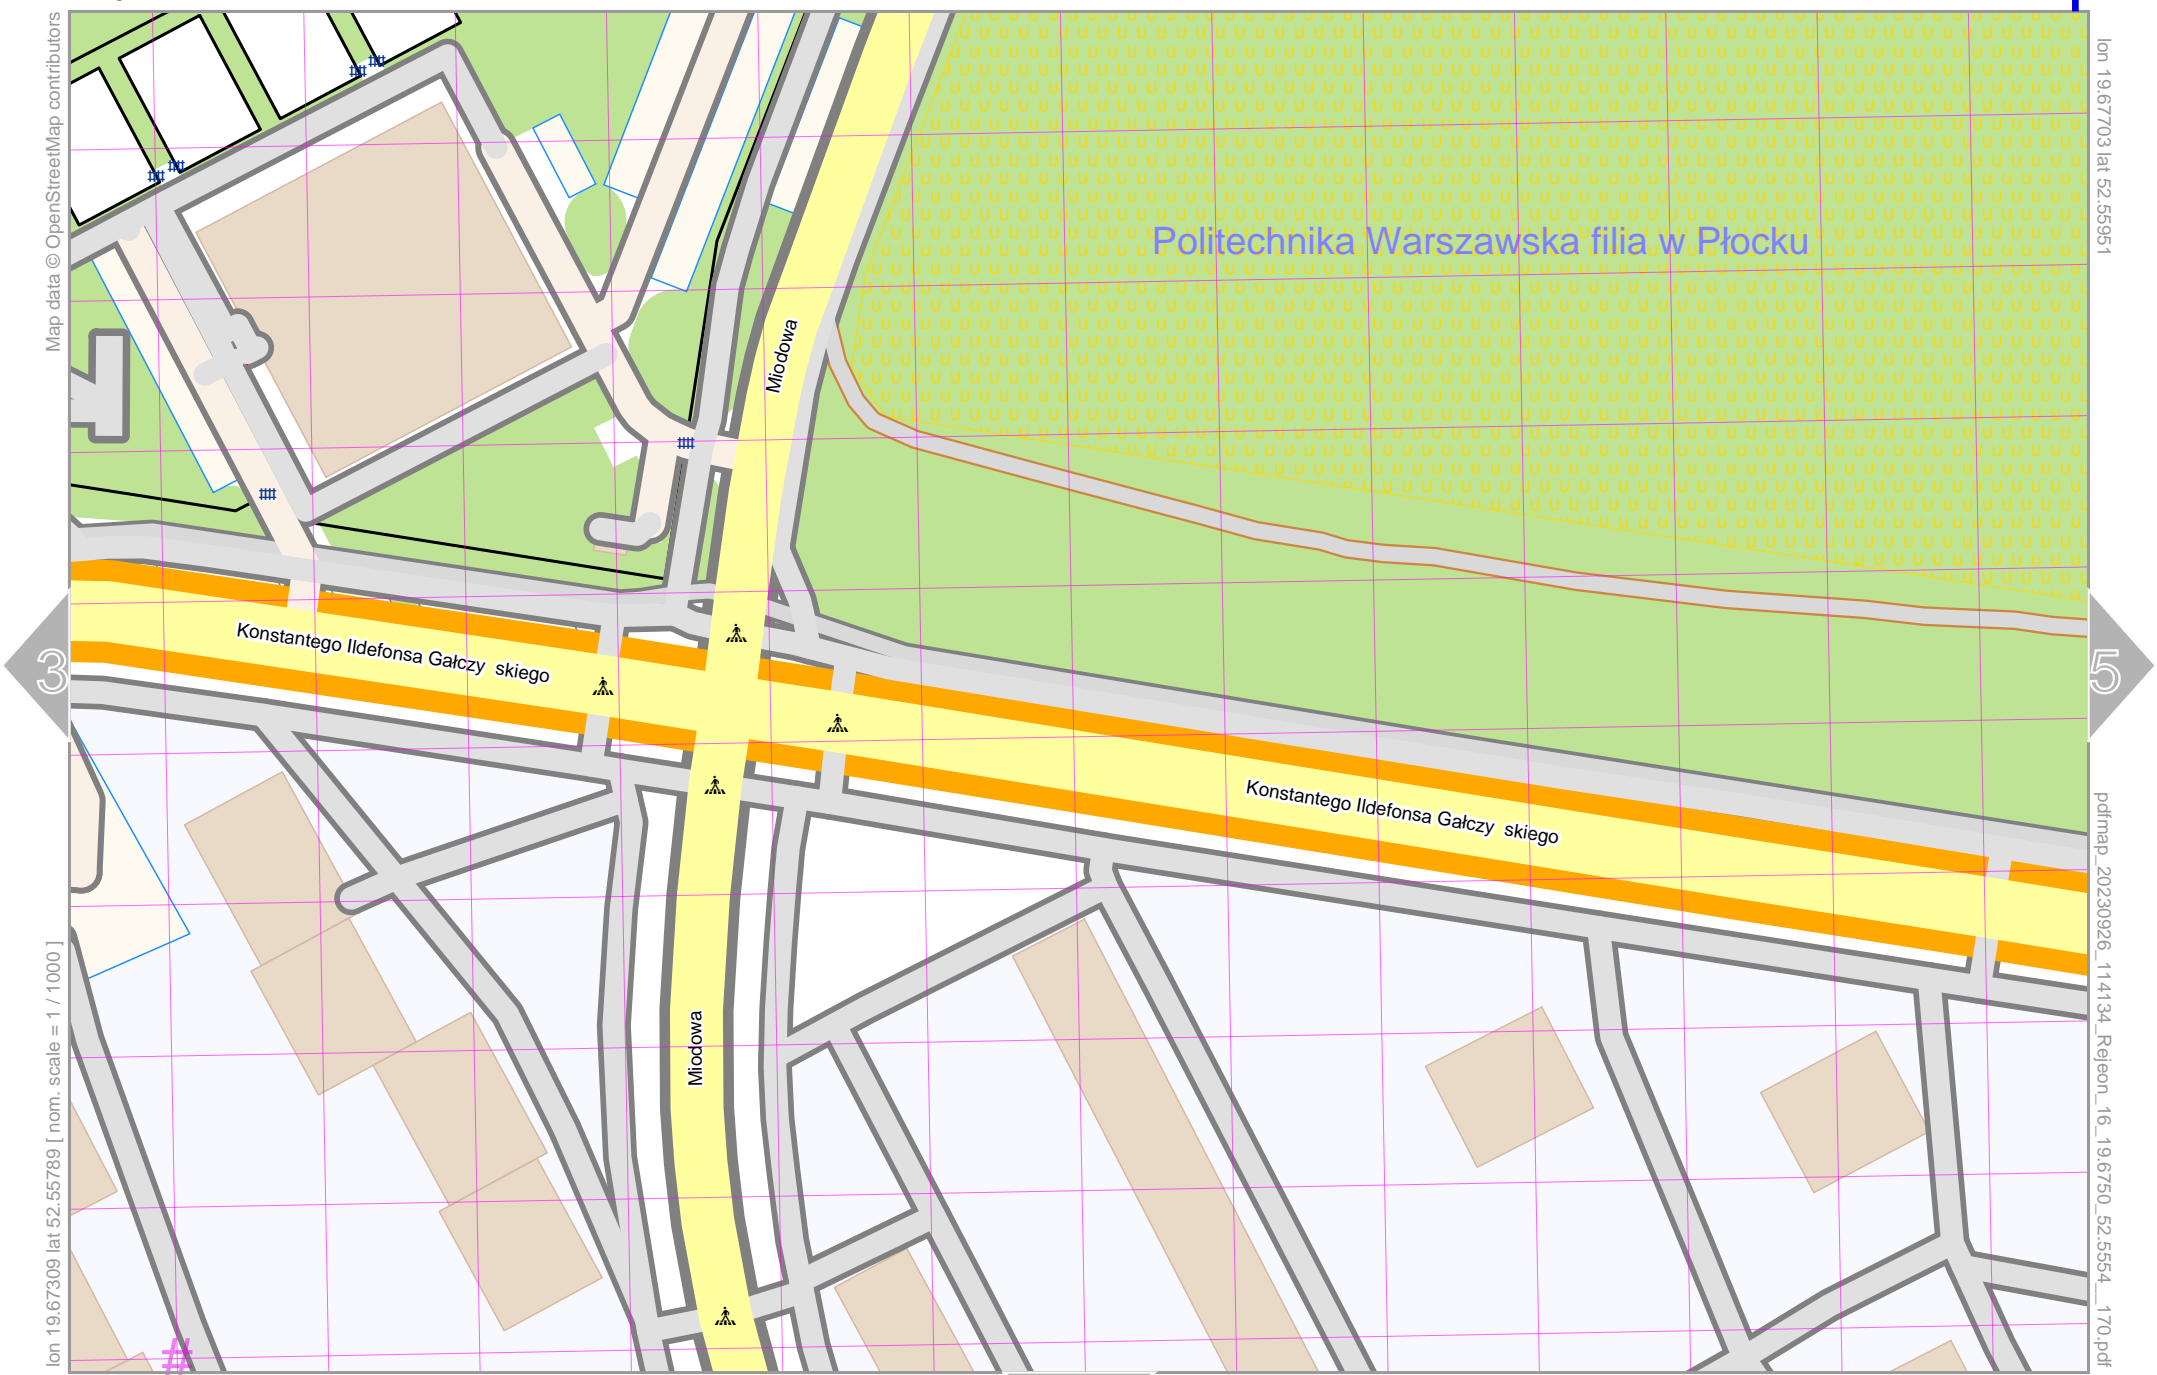 Map data © OpenStreetMap contributors
lon 19.67703 lat 52.55951
Politechnika Warszawska filia w Płocku
Miodowa
3
Konstantego Ildefonsa Gałczy skiego
5
Konstantego Ildefonsa Gałczy skiego
Miodowa
lon 19.67309 lat 52.55789 [ nom. scale = 1 / 1000 ]
pdfmap_20230926_114134_Rejeon_16_19.6750_52.5554__170.pdf
#